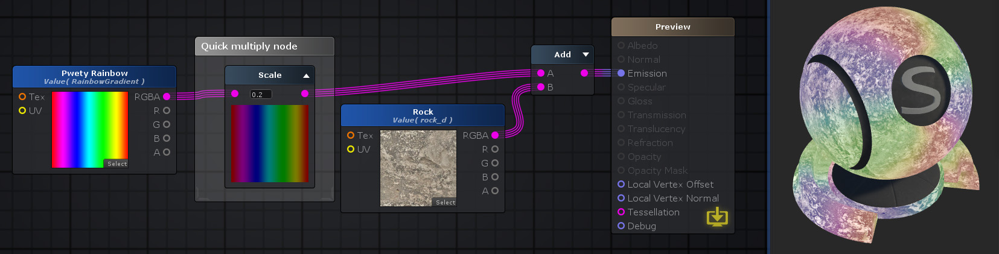 Pwety Rainbow
Value( RainbowGradient )
Tex
UV
RGBA
R
G
B
A
Select
Quick multiply node
Scale
0.2
Rock
Value( rock_d )
Tex
UV
RGBA
R
G
B
A
Select
Add
A
B
Preview
Albedo
Normal
Emission
Specular
Gloss
Transmission
Translucency
Refraction
Opacity
Opacity Mask
Local Vertex Offset
Local Vertex Normal
Tessellation
Debug
S